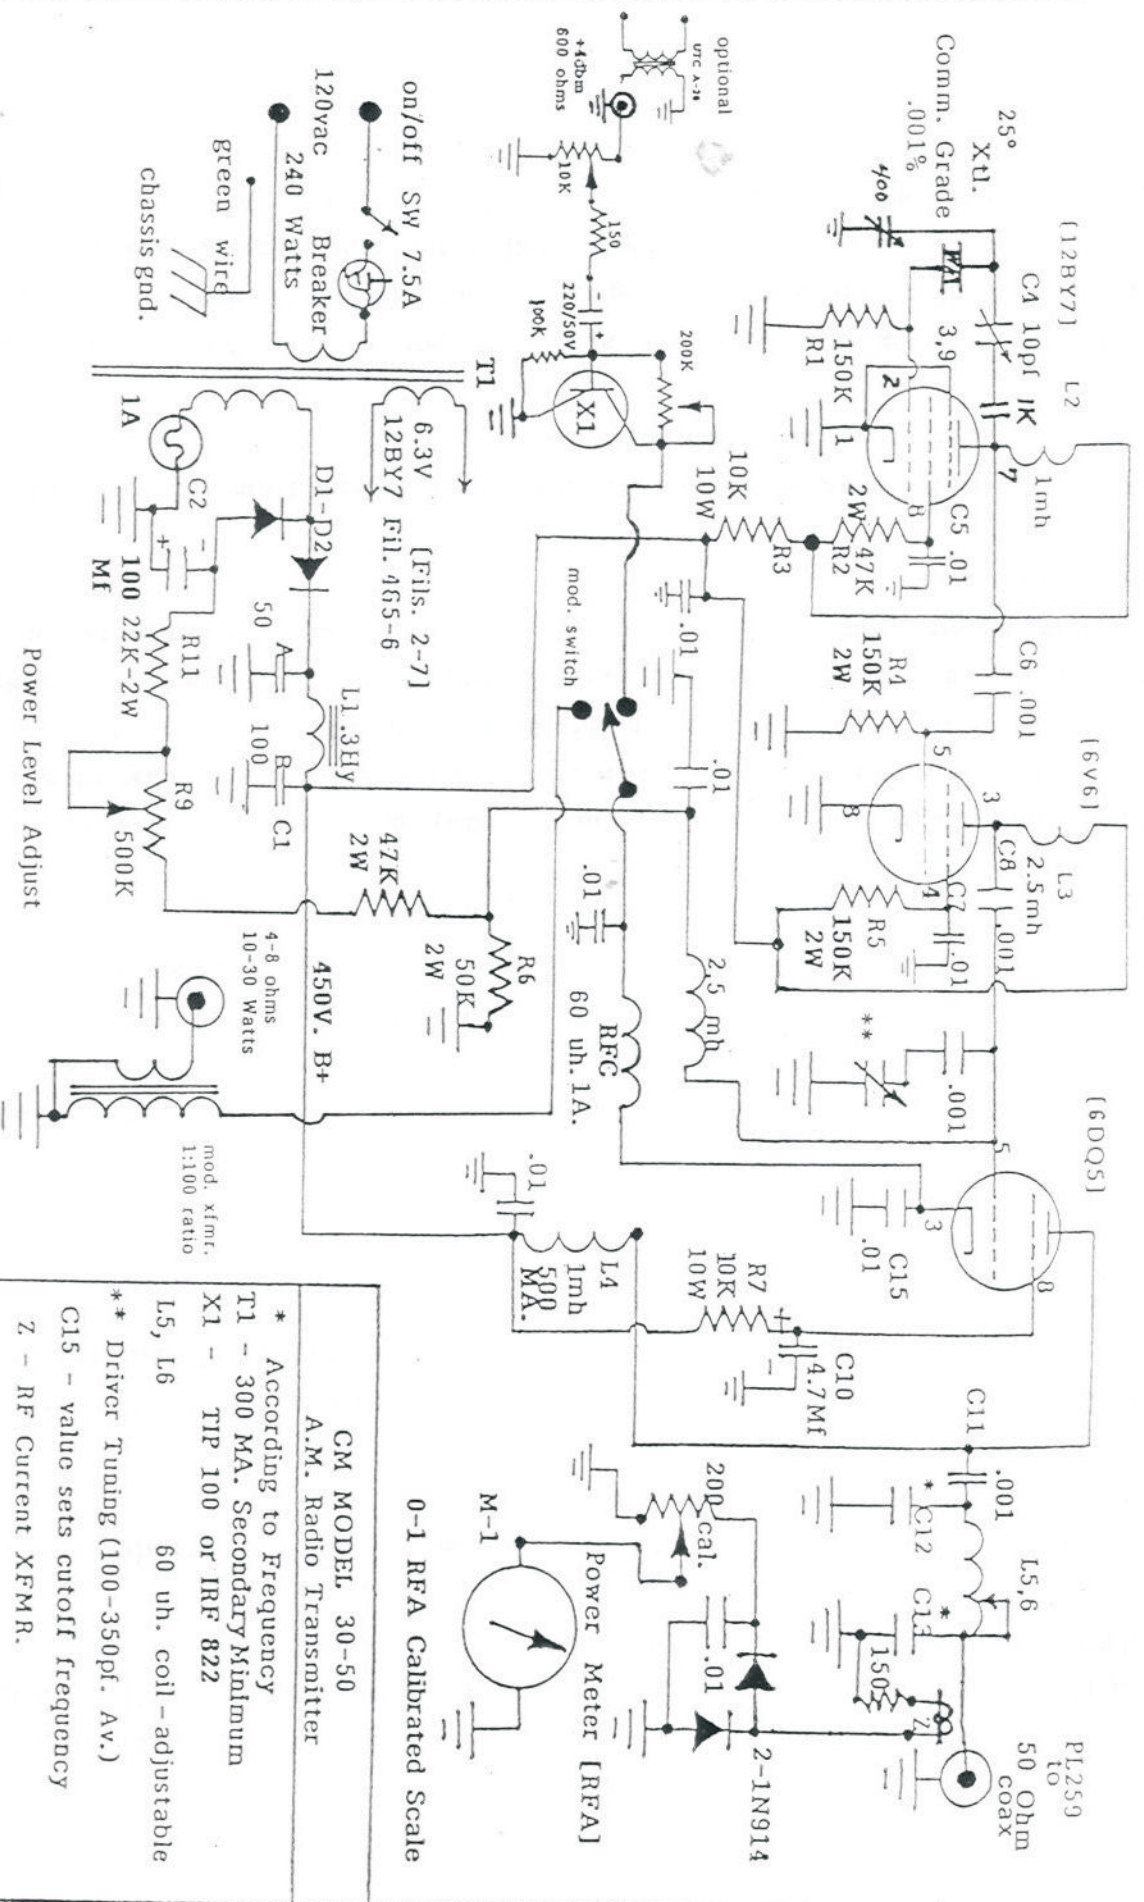 optional
UTC A-20
+4dbm
600 ohms
10K
150
220/50V
-
+
100K
X1
200K
25°
Xtl.
Comm. Grade
.001%
400
[12BY7]
C4 10pf 1K
L2
1mh
3,9
2
1
7
8
150K
R1
C5 .01
47K
2W
R2
10K
10W
R3
.01
C6 .001
R4
150K
2W
[6V6]
5
3
8
4
L3
2.5mh
C8
.001
C7
.01
R5
150K
2W
**
.001
[6DQ5]
5
3
8
C15
.01
mod. switch
.01
.01
2.5 mh
RFC
60 uh. 1A.
R6
50K
2W
47K
2W
on/off SW 7.5A
Breaker
120vac
240 Watts
green wire
chassis gnd.
T1
6.3V [Fils. 2-7]
12BY7 Fil. 4&5-6
1A
C2
+
-
100
Mf
D1-D2
50 A
L1 .3Hy
100 B
C1
R11
22K-2W
R9
500K
Power Level Adjust
450V. B+
4-8 ohms
10-30 Watts
mod. xfmr.
1:100 ratio
.01
L4
1mh
500
MA.
R7
10K
10W
+
-
C10
4.7Mf
C11
.001
*
C12
L5,6
*
C13
150
Z
PL259
to
50 Ohm
coax
2-1N914
.01
200
cal.
Power Meter [RFA]
M-1
0-1 RFA Calibrated Scale
CM MODEL 30-50
A.M. Radio Transmitter
* According to Frequency
T1 - 300 MA. Secondary Minimum
X1 - TIP 100 or IRF 822
L5, L6 60 uh. coil - adjustable
** Driver Tuning (100-350pf. Av.)
C15 - value sets cutoff frequency
Z - RF Current XFMR.